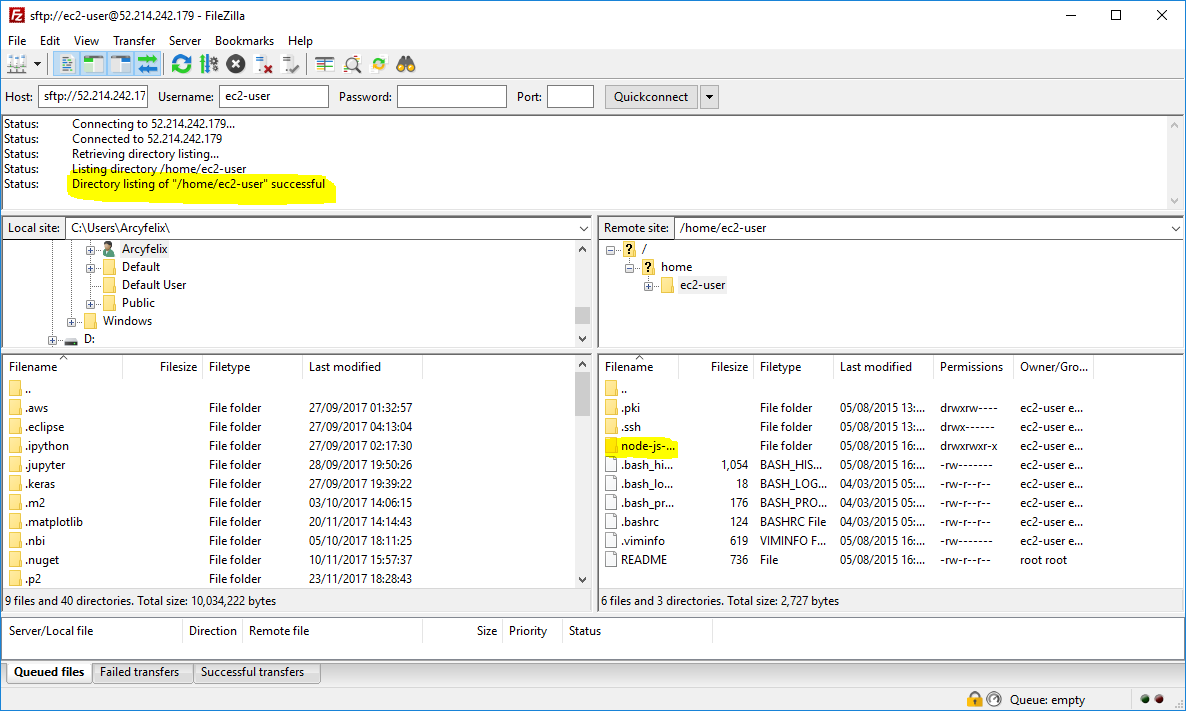 sftp://ec2-user@52.214.242.179 - FileZilla
File Edit View Transfer Server Bookmarks Help
Host: sftp://52.214.242.17 Username: ec2-user Password: Port: Quickconnect
Status: Connecting to 52.214.242.179...
Status: Connected to 52.214.242.179
Status: Retrieving directory listing...
Status: Listing directory /home/ec2-user
Status: Directory listing of "/home/ec2-user" successful
Local site: C:\Users\Arcyfelix\
Arcyfelix
Default
Default User
Public
Windows
D:
Filename Filesize Filetype Last modified
..
.aws File folder 27/09/2017 01:32:57
.eclipse File folder 27/09/2017 04:13:04
.ipython File folder 27/09/2017 02:17:30
.jupyter File folder 28/09/2017 19:50:26
.keras File folder 27/09/2017 19:39:22
.m2 File folder 03/10/2017 14:06:15
.matplotlib File folder 20/11/2017 14:14:43
.nbi File folder 05/10/2017 18:11:25
.nuget File folder 10/11/2017 15:57:37
.p2 File folder 23/11/2017 18:28:43
9 files and 40 directories. Total size: 10,034,222 bytes
Remote site: /home/ec2-user
? /
? home
ec2-user
Filename Filesize Filetype Last modified Permissions Owner/Gro...
..
.pki File folder 05/08/2015 13:... drwxrw---- ec2-user e...
.ssh File folder 05/08/2015 13:... drwx------ ec2-user e...
node-js-... File folder 05/08/2015 16:... drwxrwxr-x ec2-user e...
.bash_hi... 1,054 BASH_HIS... 05/08/2015 16:... -rw------- ec2-user e...
.bash_lo... 18 BASH_LOG... 04/03/2015 05:... -rw-r--r-- ec2-user e...
.bash_pr... 176 BASH_PRO... 04/03/2015 05:... -rw-r--r-- ec2-user e...
.bashrc 124 BASHRC File 04/03/2015 05:... -rw-r--r-- ec2-user e...
.viminfo 619 VIMINFO F... 05/08/2015 16:... -rw------- ec2-user e...
README 736 File 05/08/2015 16:... -rw-r--r-- root root
6 files and 3 directories. Total size: 2,727 bytes
Server/Local file Direction Remote file Size Priority Status
Queued files Failed transfers Successful transfers
Queue: empty